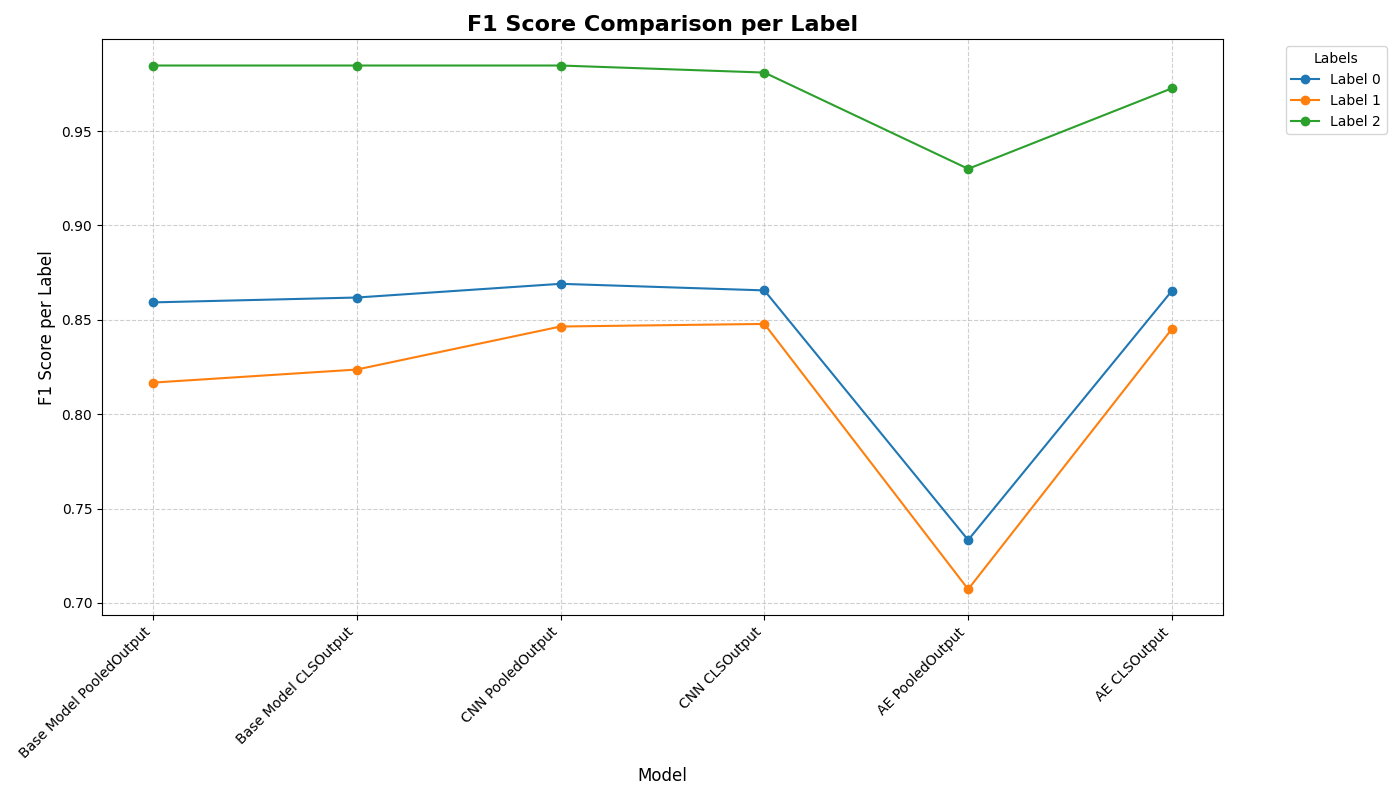 F1 Score Comparison per Label
Labels
Label 0
Label 1
Label 2
F1 Score per Label
0.95
0.90
0.85
0.80
0.75
0.70
Base Model PooledOutput
Base Model CLSOutput
CNN PooledOutput
CNN CLSOutput
AE PooledOutput
AE CLSOutput
Model